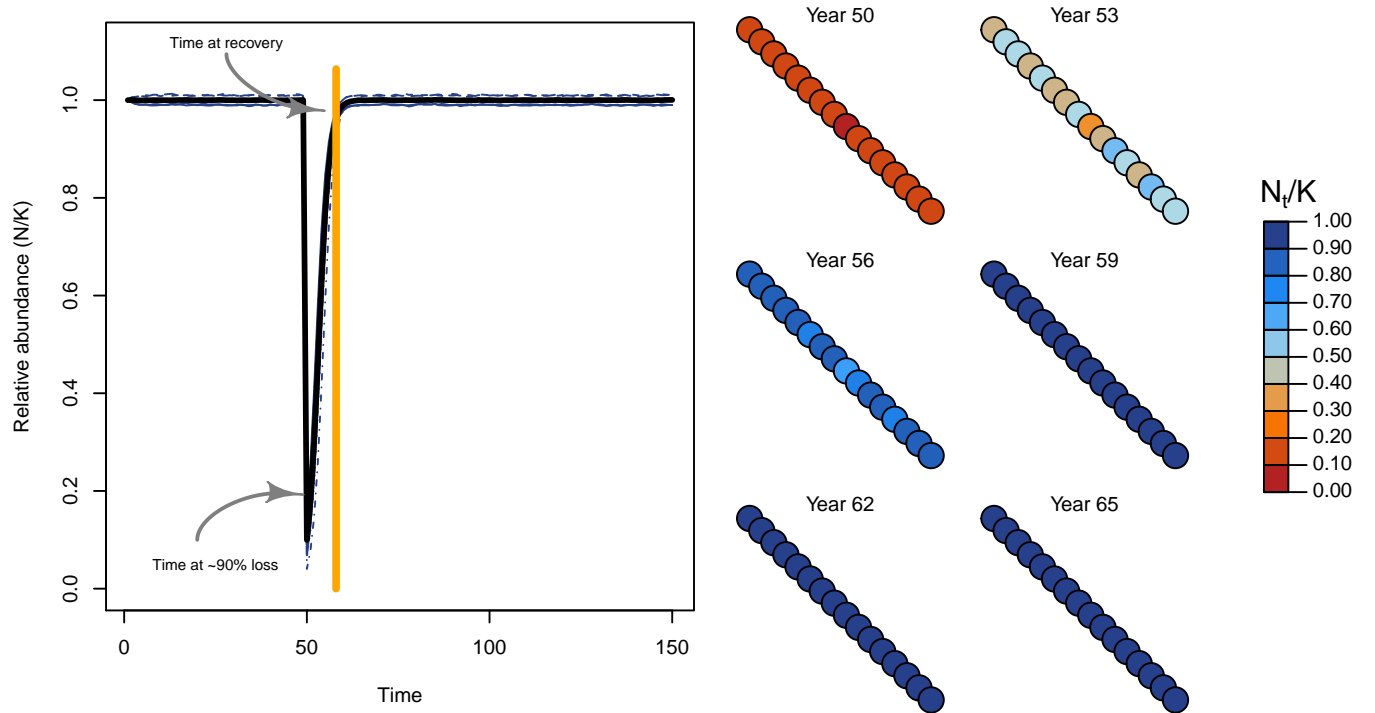 Time at recovery
Time at ~90% loss
Relative abundance (N/K)
1.0
0.8
0.6
0.4
0.2
0.0
0
50
100
150
Time
Year 50
Year 53
Year 56
Year 59
Year 62
Year 65
Nt/K
1.00
0.90
0.80
0.70
0.60
0.50
0.40
0.30
0.20
0.10
0.00